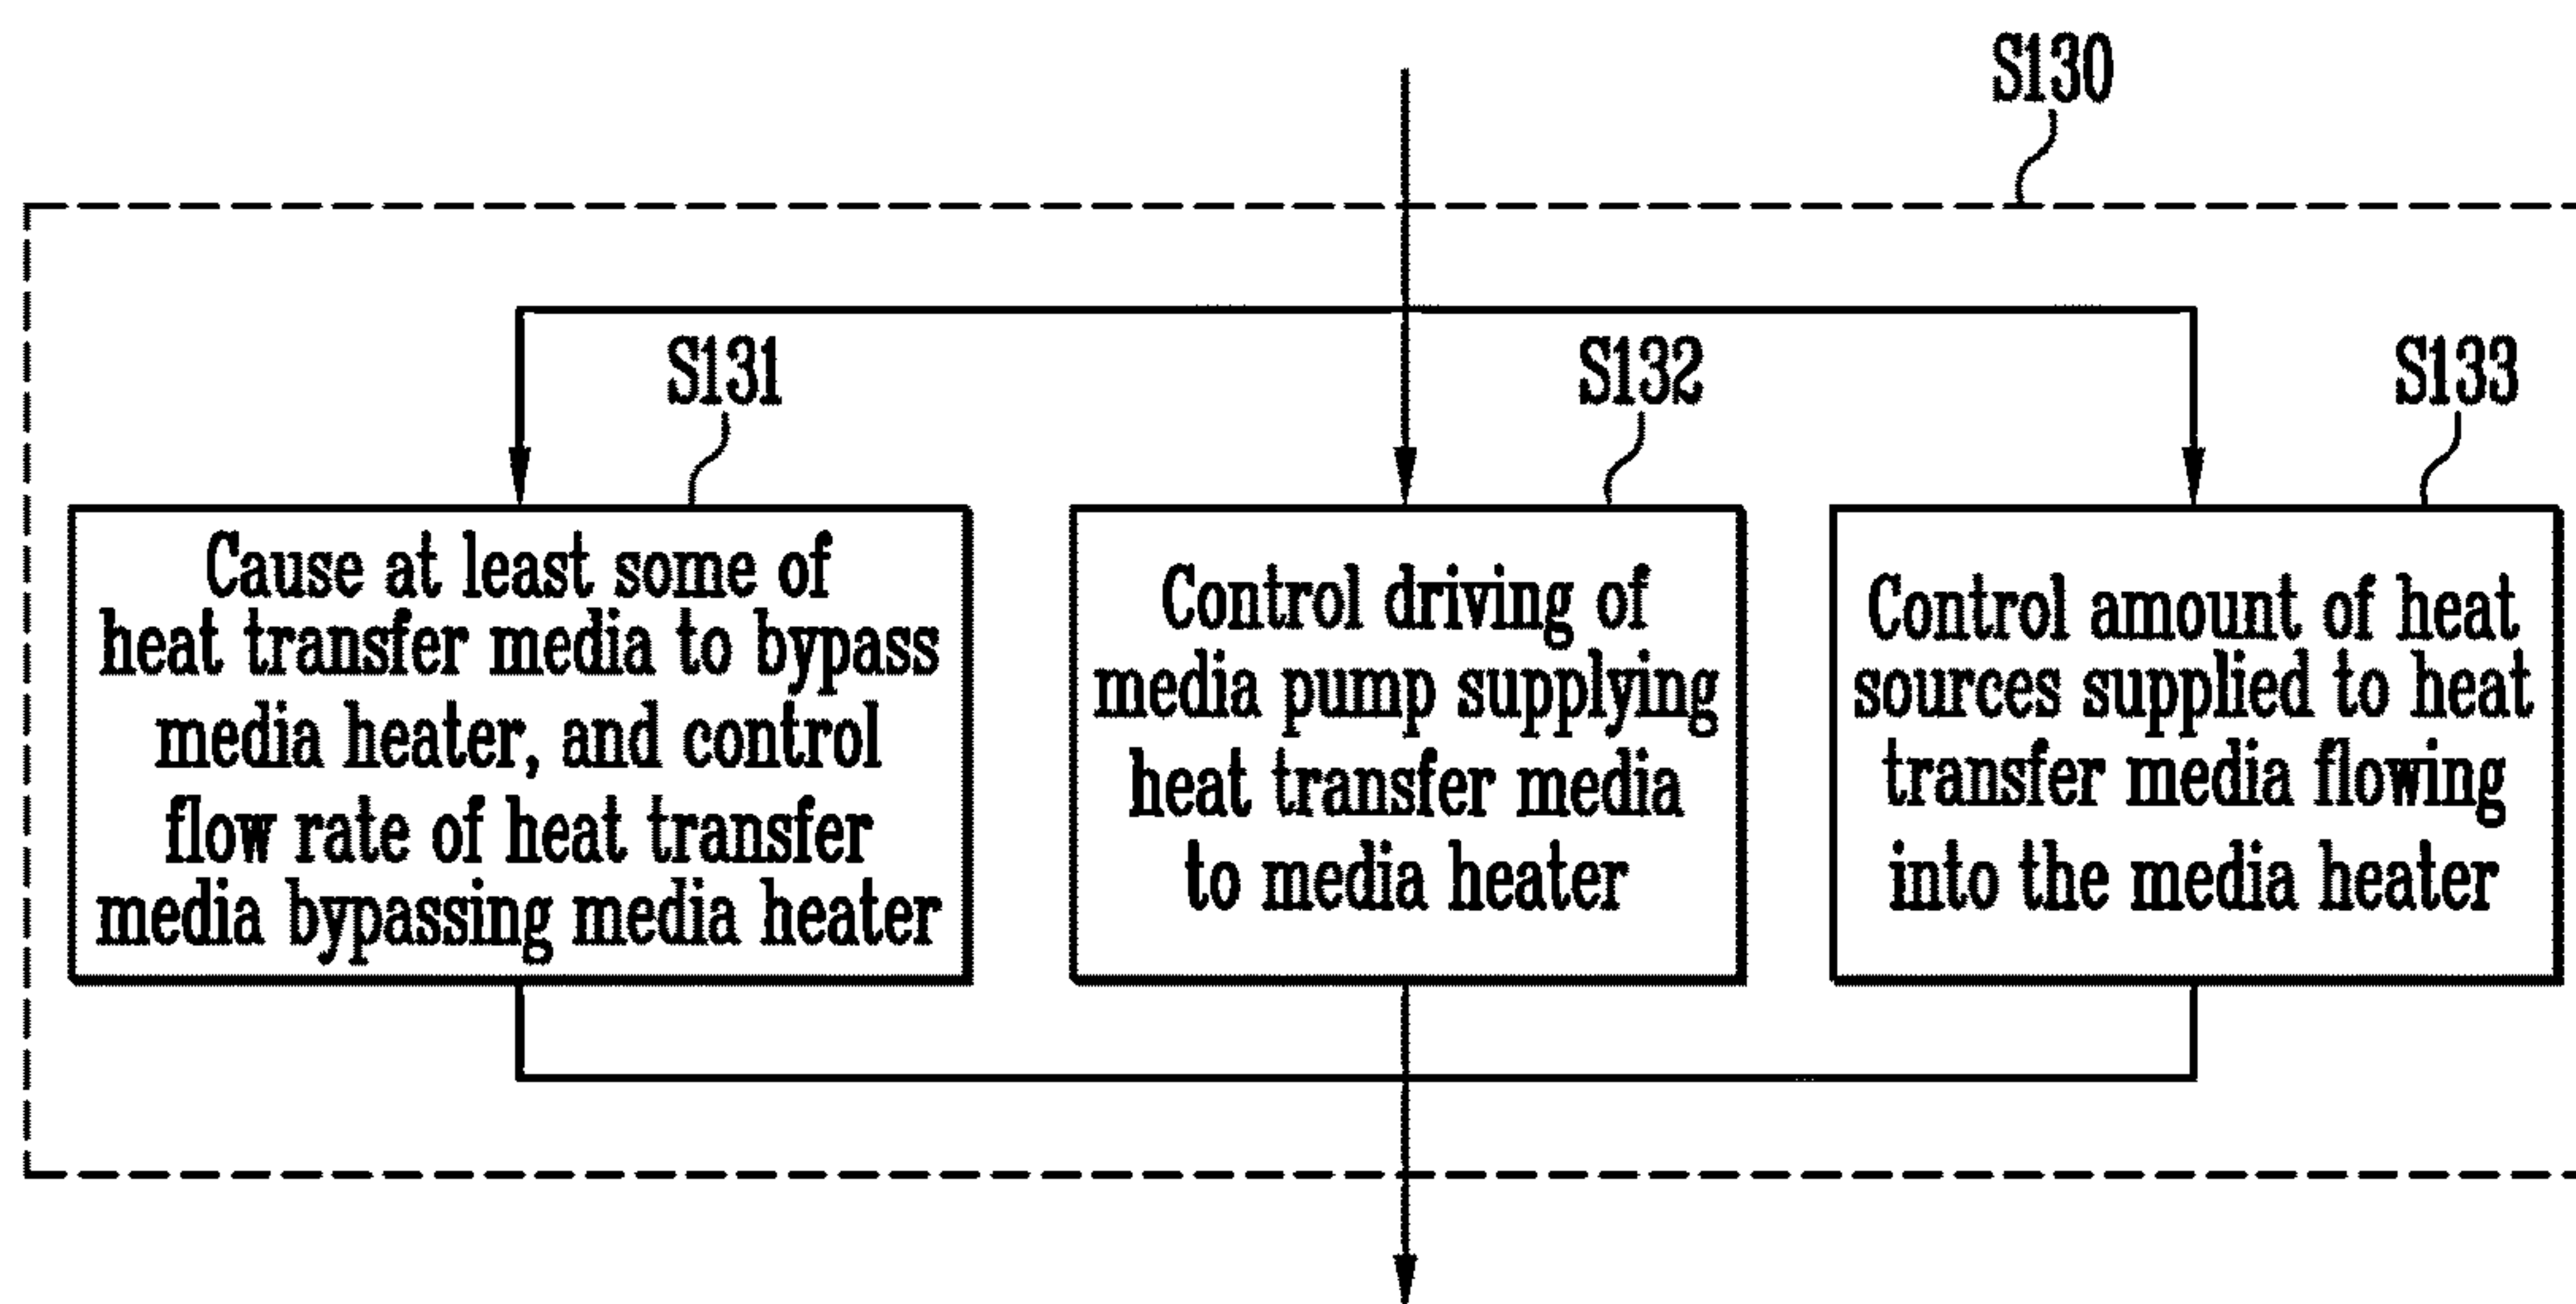 S130
S131
Cause at least some of
heat transfer media to bypass
media heater, and control
flow rate of heat transfer
media bypassing media heater
S132
Control driving of
media pump supplying
heat transfer media
to media heater
S133
Control amount of heat
sources supplied to heat
transfer media flowing
into the media heater